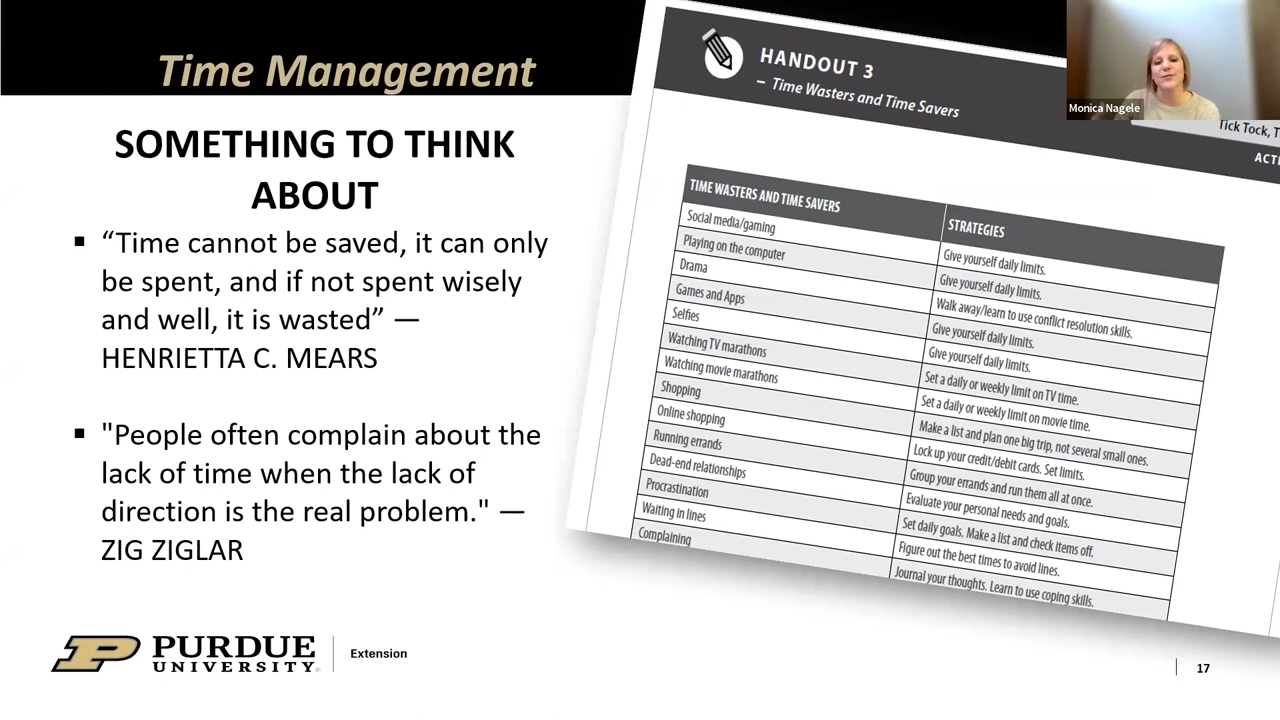 Time Management
SOMETHING TO THINK
ABOUT
▪ “Time cannot be saved, it can only
be spent, and if not spent wisely
and well, it is wasted” —
HENRIETTA C. MEARS
▪ "People often complain about the
lack of time when the lack of
direction is the real problem." —
ZIG ZIGLAR
HANDOUT 3
– Time Wasters and Time Savers
Tick Tock, T
ACTI
TIME WASTERS AND TIME SAVERS STRATEGIES
Social media/gaming Give yourself daily limits.
Playing on the computer Give yourself daily limits.
Drama Walk away/learn to use conflict resolution skills.
Games and Apps Give yourself daily limits.
Selfies Give yourself daily limits.
Watching TV marathons Set a daily or weekly limit on TV time.
Watching movie marathons Set a daily or weekly limit on movie time.
Shopping Make a list and plan one big trip, not several small ones.
Online shopping Lock up your credit/debit cards. Set limits.
Running errands Group your errands and run them all at once.
Dead-end relationships Evaluate your personal needs and goals.
Procrastination Set daily goals. Make a list and check items off.
Waiting in lines Figure out the best times to avoid lines.
Complaining Journal your thoughts. Learn to use coping skills.
Monica Nagele
P PURDUE
UNIVERSITY®
Extension
17